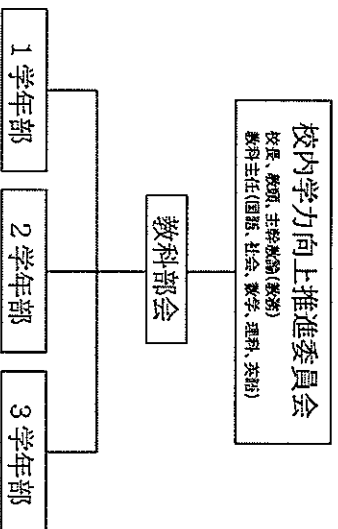 校内学力向上推進委員会
校長、教頭、主幹教諭(教務)
教科主任(国語、社会、数学、理科、英語)
教科部会
1学年部
2学年部
3学年部